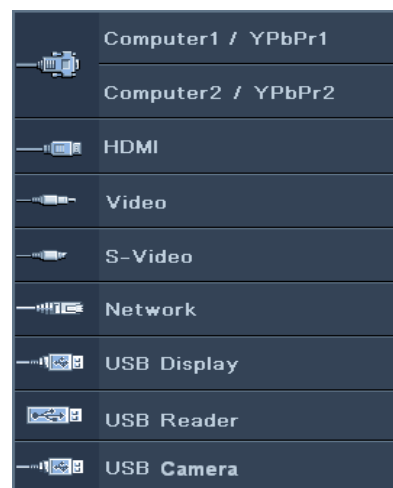 Computer1 / YPbPr1
Computer2 / YPbPr2
HDMI
Video
S-Video
Network
USB Display
USB Reader
USB Camera